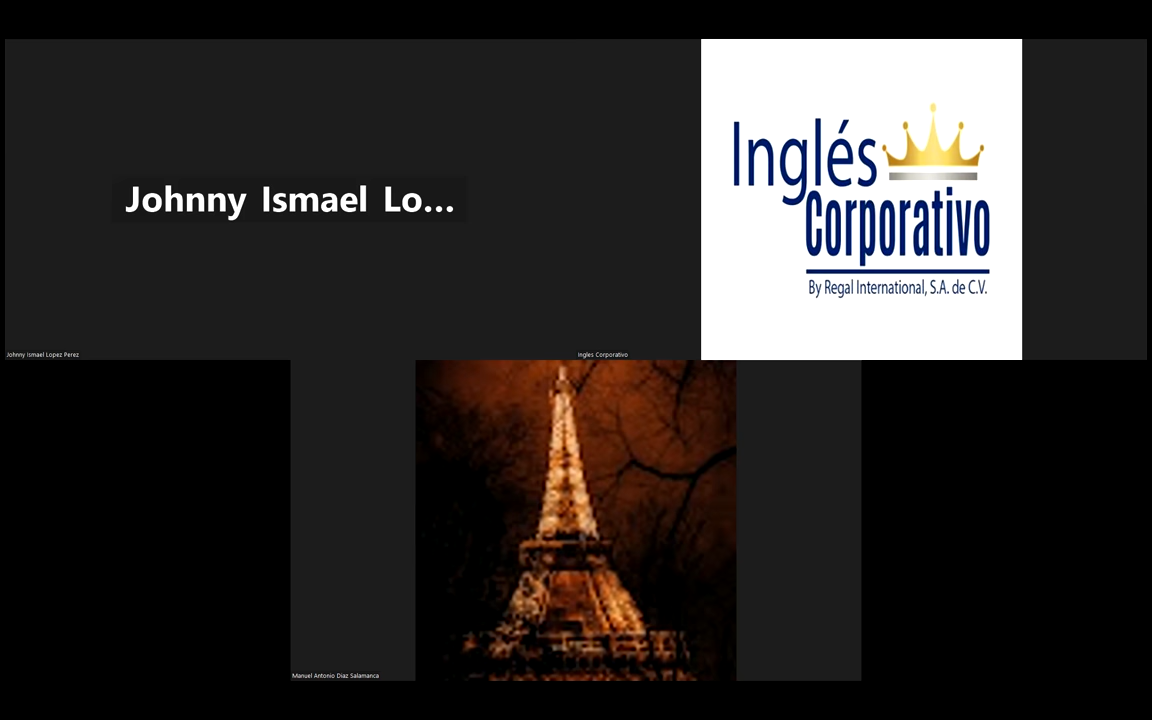 Johnny Ismael Lo...
Inglés
Corporativo
By Regal International, S.A. de C.V.
Johnny Ismael Lopez Perez
Ingles Corporativo
Manuel Antonio Diaz Salamanca